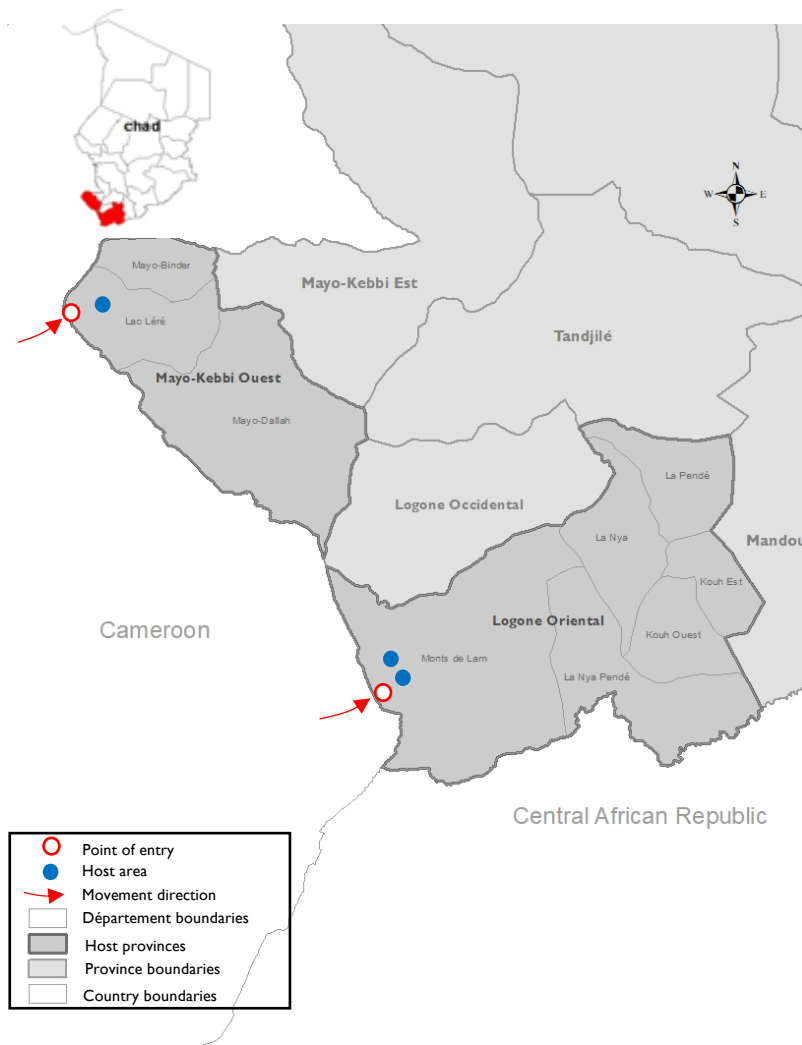 chad
N
W
E
S
Mayo-Binder
Mayo-Kebbi Est
Lac Léré
Tandjilé
Mayo-Kebbi Ouest
Mayo-Dallah
La Pendé
Logone Occidental
La Nya
Mandou
Kouh Est
Logone Oriental
Cameroon
Kouh Ouest
Monts de Lam
La Nya Pendé
Central African Republic
Point of entry
Host area
Movement direction
Département boundaries
Host provinces
Province boundaries
Country boundaries